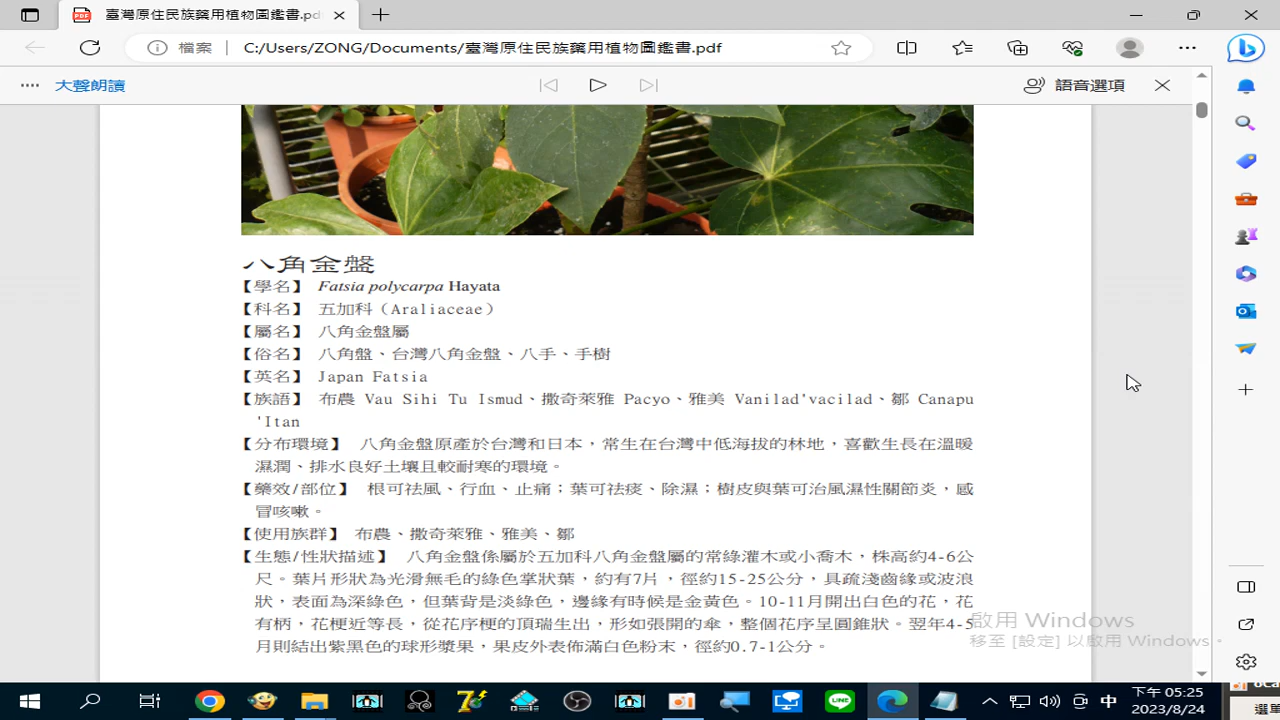 臺灣原住民族藥用植物圖鑑書.pd
檔案 C:/Users/ZONG/Documents/臺灣原住民族藥用植物圖鑑書.pdf
大聲朗讀
語音選項
八角金盤
【學名】 Fatsia polycarpa Hayata
【科名】 五加科（Araliaceae）
【屬名】 八角金盤屬
【俗名】 八角盤、台灣八角金盤、八手、手樹
【英名】 Japan Fatsia
【族語】 布農 Vau Sihi Tu Ismud、撒奇萊雅 Pacyo、雅美 Vanilad'vacilad、鄒 Canapu
'Itan
【分布環境】 八角金盤原產於台灣和日本，常生在台灣中低海拔的林地，喜歡生長在溫暖
濕潤、排水良好土壤且較耐寒的環境。
【藥效/部位】 根可祛風、行血、止痛；葉可祛痰、除濕；樹皮與葉可治風濕性關節炎，感
冒咳嗽。
【使用族群】 布農、撒奇萊雅、雅美、鄒
【生態/性狀描述】 八角金盤係屬於五加科八角金盤屬的常綠灌木或小喬木，株高約4-6公
尺。葉片形狀為光滑無毛的綠色掌狀葉，約有7片，徑約15-25公分，具疏淺齒緣或波浪
狀，表面為深綠色，但葉背是淡綠色，邊緣有時候是金黃色。10-11月開出白色的花，花
有柄，花梗近等長，從花序梗的頂瑞生出，形如張開的傘，整個花序呈圓錐狀。翌年4-5
月則結出紫黑色的球形漿果，果皮外表佈滿白色粉末，徑約0.7-1公分。
啟用 Windows
移至 [設定] 以啟用 Windows。
中
下午 05:25
2023/8/24
選單